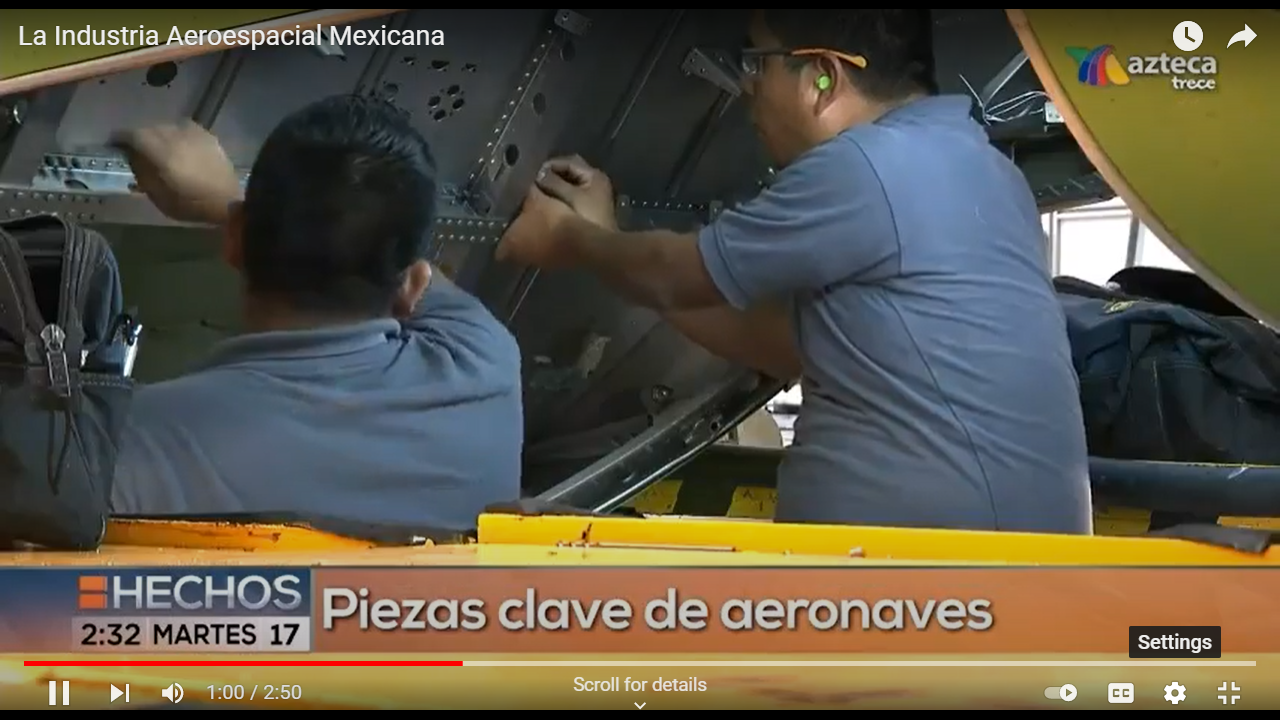 La Industria Aeroespacial Mexicana
azteca
trece
HECHOS
Piezas clave de aeronaves
2:32 MARTES 17
Settings
1:00 / 2:50
Scroll for details
CC